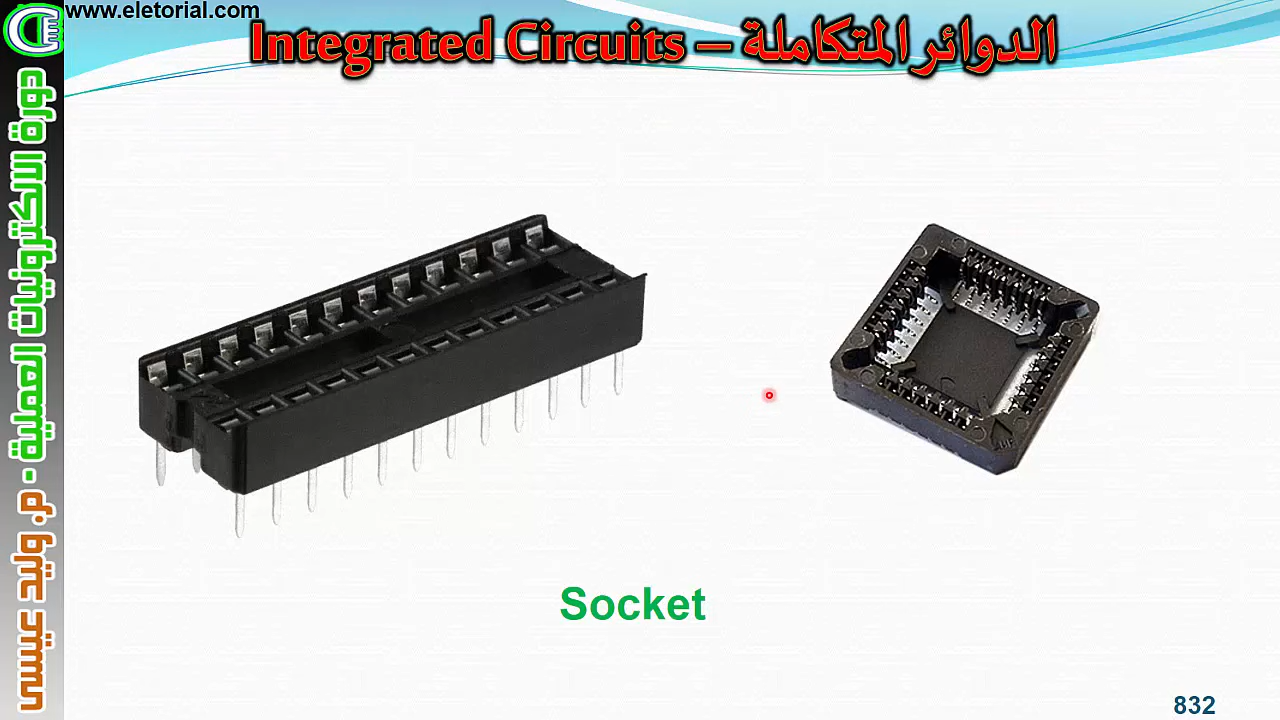 www.eletorial.com
Integrated Circuits – الدوائر المتكاملة
دورة الالكترونيات العملية - م. وليد عيسى
Socket
832